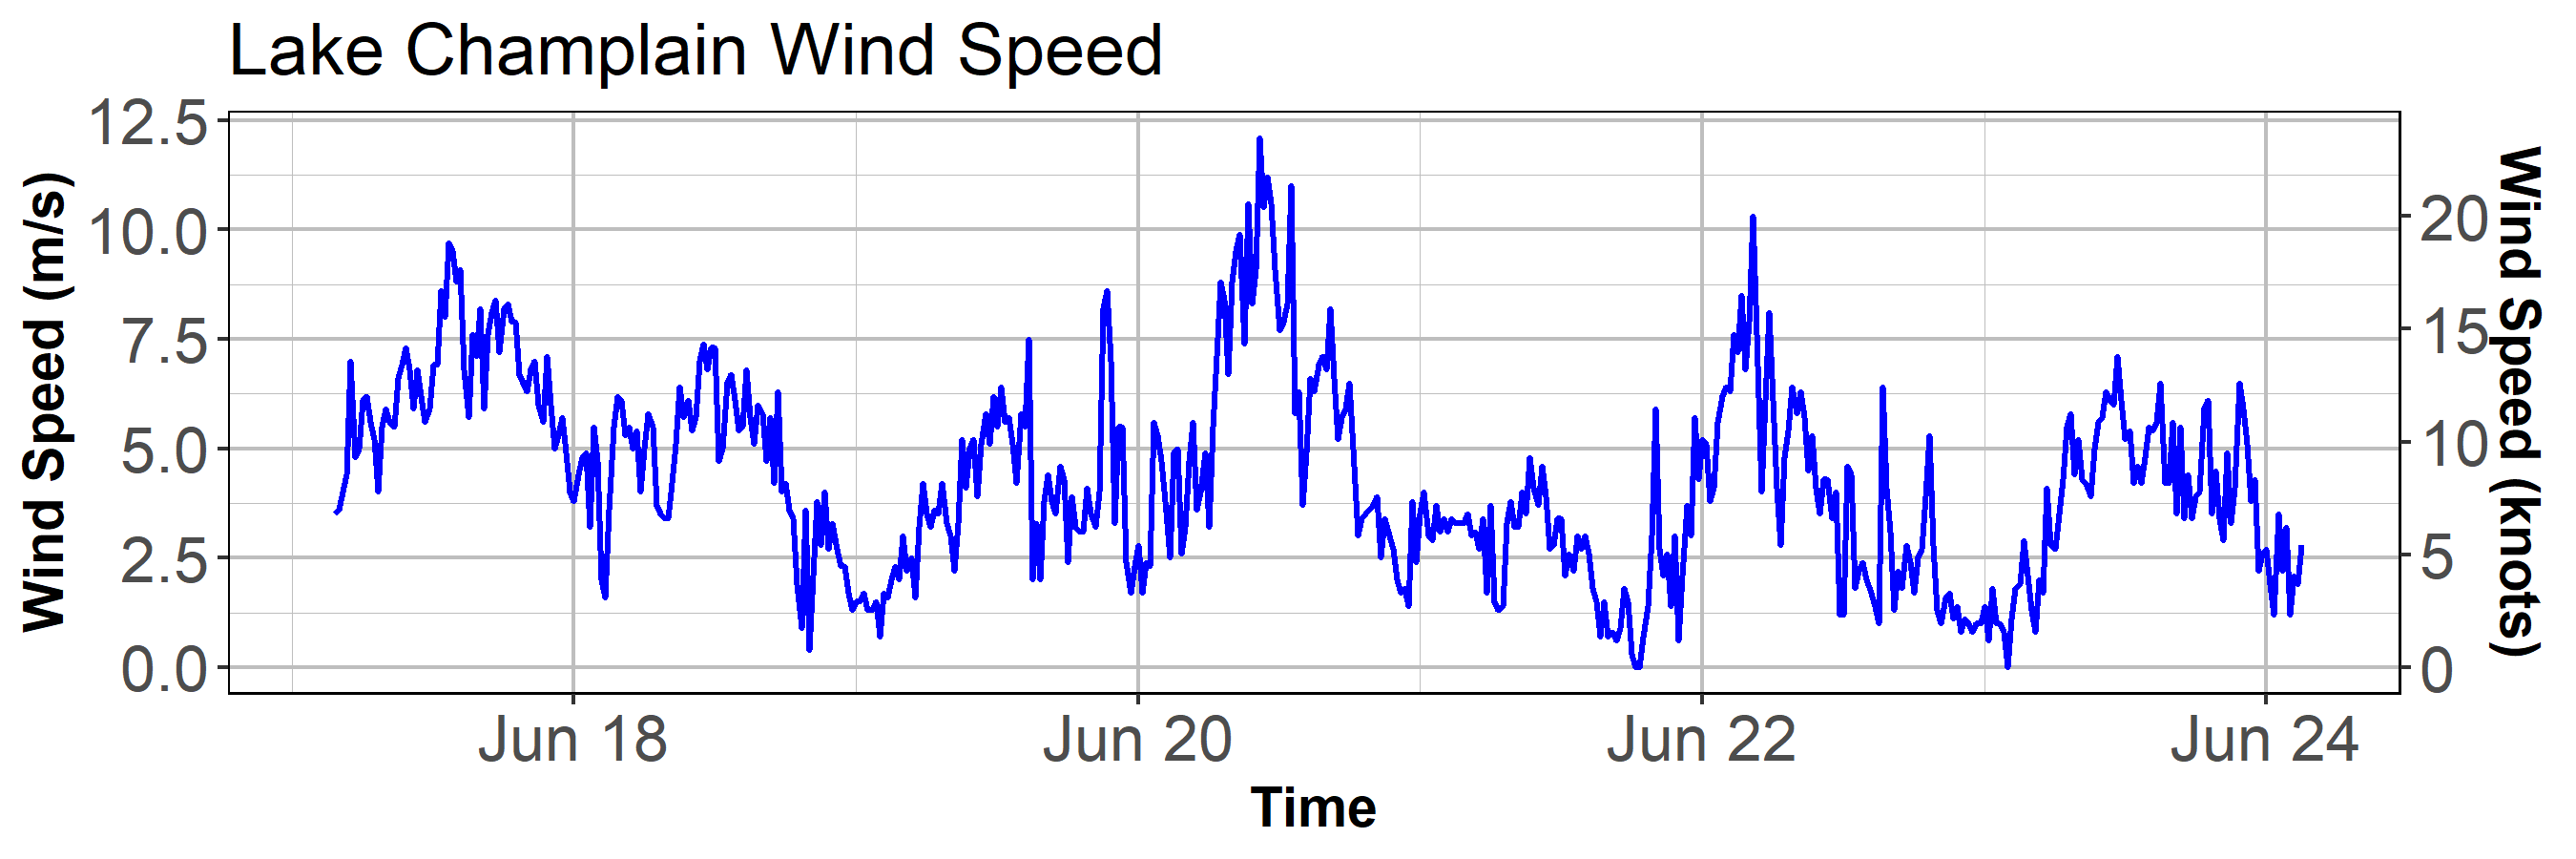 Lake Champlain Wind Speed
12.5
10.0
7.5
5.0
2.5
0.0
Wind Speed (m/s)
20
15
10
5
0
Wind Speed (knots)
Jun 18 Jun 20 Jun 22 Jun 24
Time